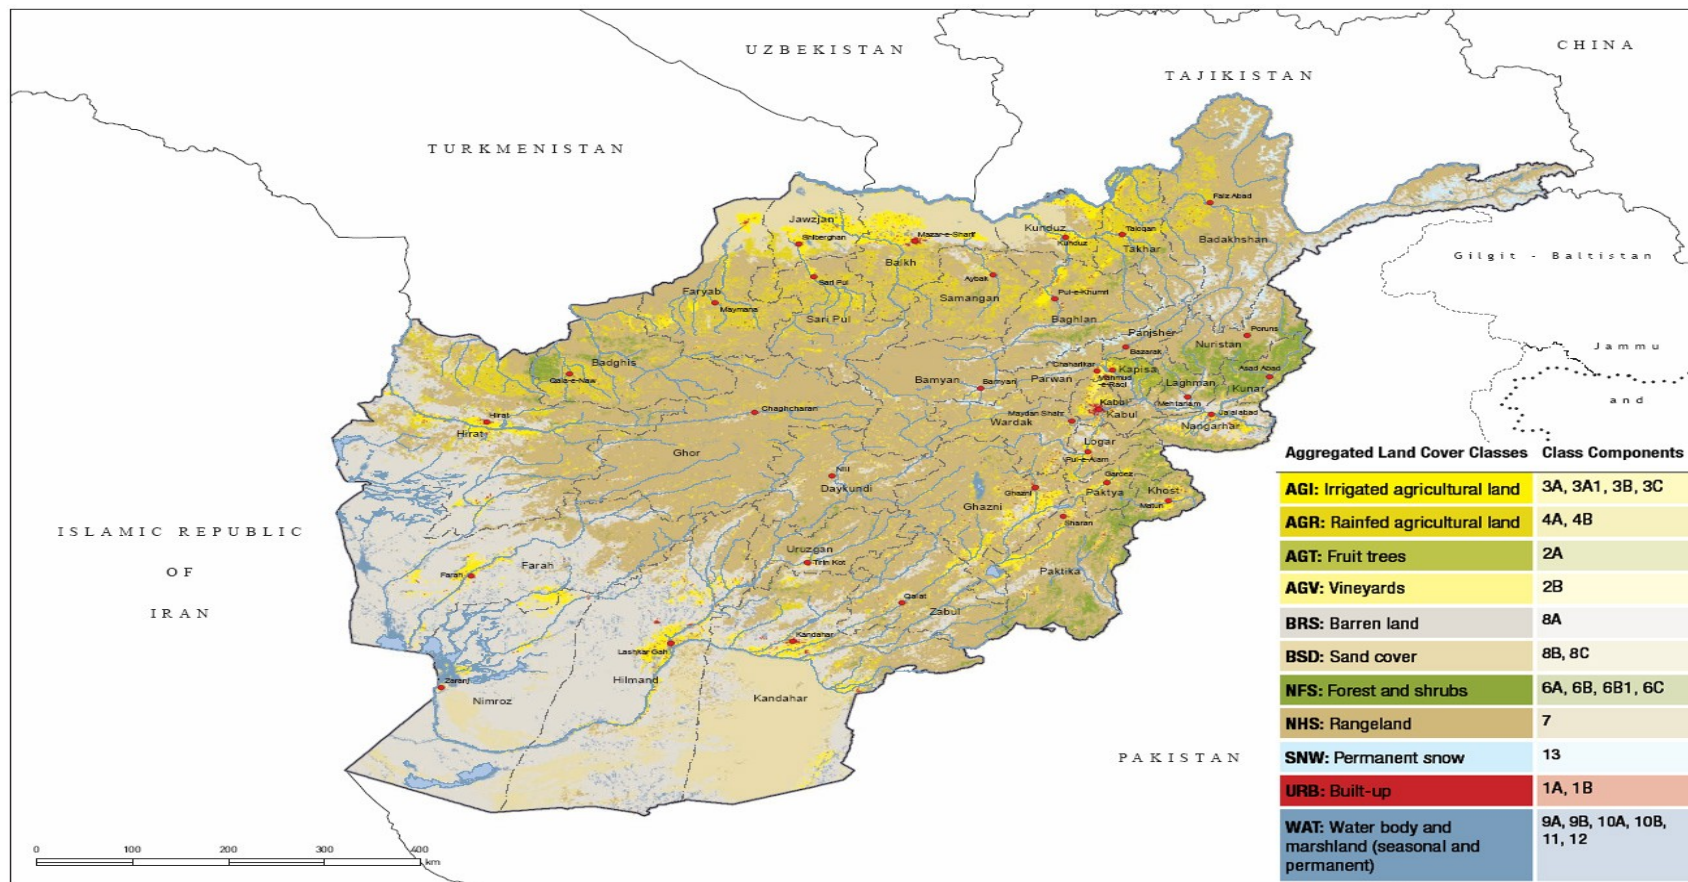 UZBEKISTAN
CHINA
TAJIKISTAN
TURKMENISTAN
Faiz Abad
Jawzjan
Kunduz
Shiberghan
Mazar-e-Sharif
Kunduz
Taloqan
Takhar
Badakhshan
Balkh
Gilgit - Baltistan
Sari Pul
Aybak
Faryab
Samangan
Pul-e-Khumri
Maymana
Sari Pul
Baghlan
Panjsher
Poruns
Nuristan
Jammu
Bazarak
Badghis
Chaharikar
Kapisa
Asad Abad
Qala-e-Naw
Bamyan
Bamyan
Parwan
Mahmud
e-Raqi
Laghman
Kunar
Mehtarlam
and
Kabul
Chaghcharan
Maydan Shahr
Kabul
Jalalabad
Hirat
Wardak
Nangarhar
Hirat
Logar
Ghor
Pul-e-Alam
Nili
Gardez
Daykundi
Ghazni
Paktya
Khost
Ghazni
Matun
Sharan
ISLAMIC REPUBLIC
OF
IRAN
Uruzgan
Farah
Tirin Kot
Farah
Paktika
Qalat
Zabul
Kandahar
Lashkar Gah
Zaranj
Hilmand
Nimroz
Kandahar
PAKISTAN
0 100 200 300 400
km
Aggregated Land Cover Classes Class Components
AGI: Irrigated agricultural land 3A, 3A1, 3B, 3C
AGR: Rainfed agricultural land 4A, 4B
AGT: Fruit trees 2A
AGV: Vineyards 2B
BRS: Barren land 8A
BSD: Sand cover 8B, 8C
NFS: Forest and shrubs 6A, 6B, 6B1, 6C
NHS: Rangeland 7
SNW: Permanent snow 13
URB: Built-up 1A, 1B
WAT: Water body and 9A, 9B, 10A, 10B,
marshland (seasonal and 11, 12
permanent)